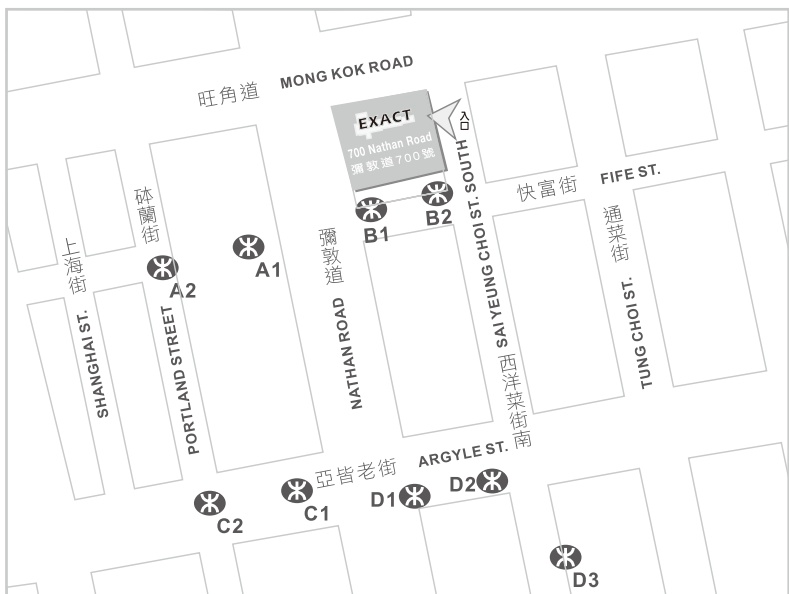 MONG KOK ROAD
旺角道
EXACT
入口
700 Nathan Road
彌敦道700號
FIFE ST.
快富街
砵蘭街
通菜街
B2
B1
上海街
彌敦道
A1
A2
SAI YEUNG CHOI ST. SOUTH
TUNG CHOI ST.
NATHAN ROAD
SHANGHAI ST.
PORTLAND STREET
西洋菜街南
ARGYLE ST.
亞皆老街
D2
D1
C1
C2
D3